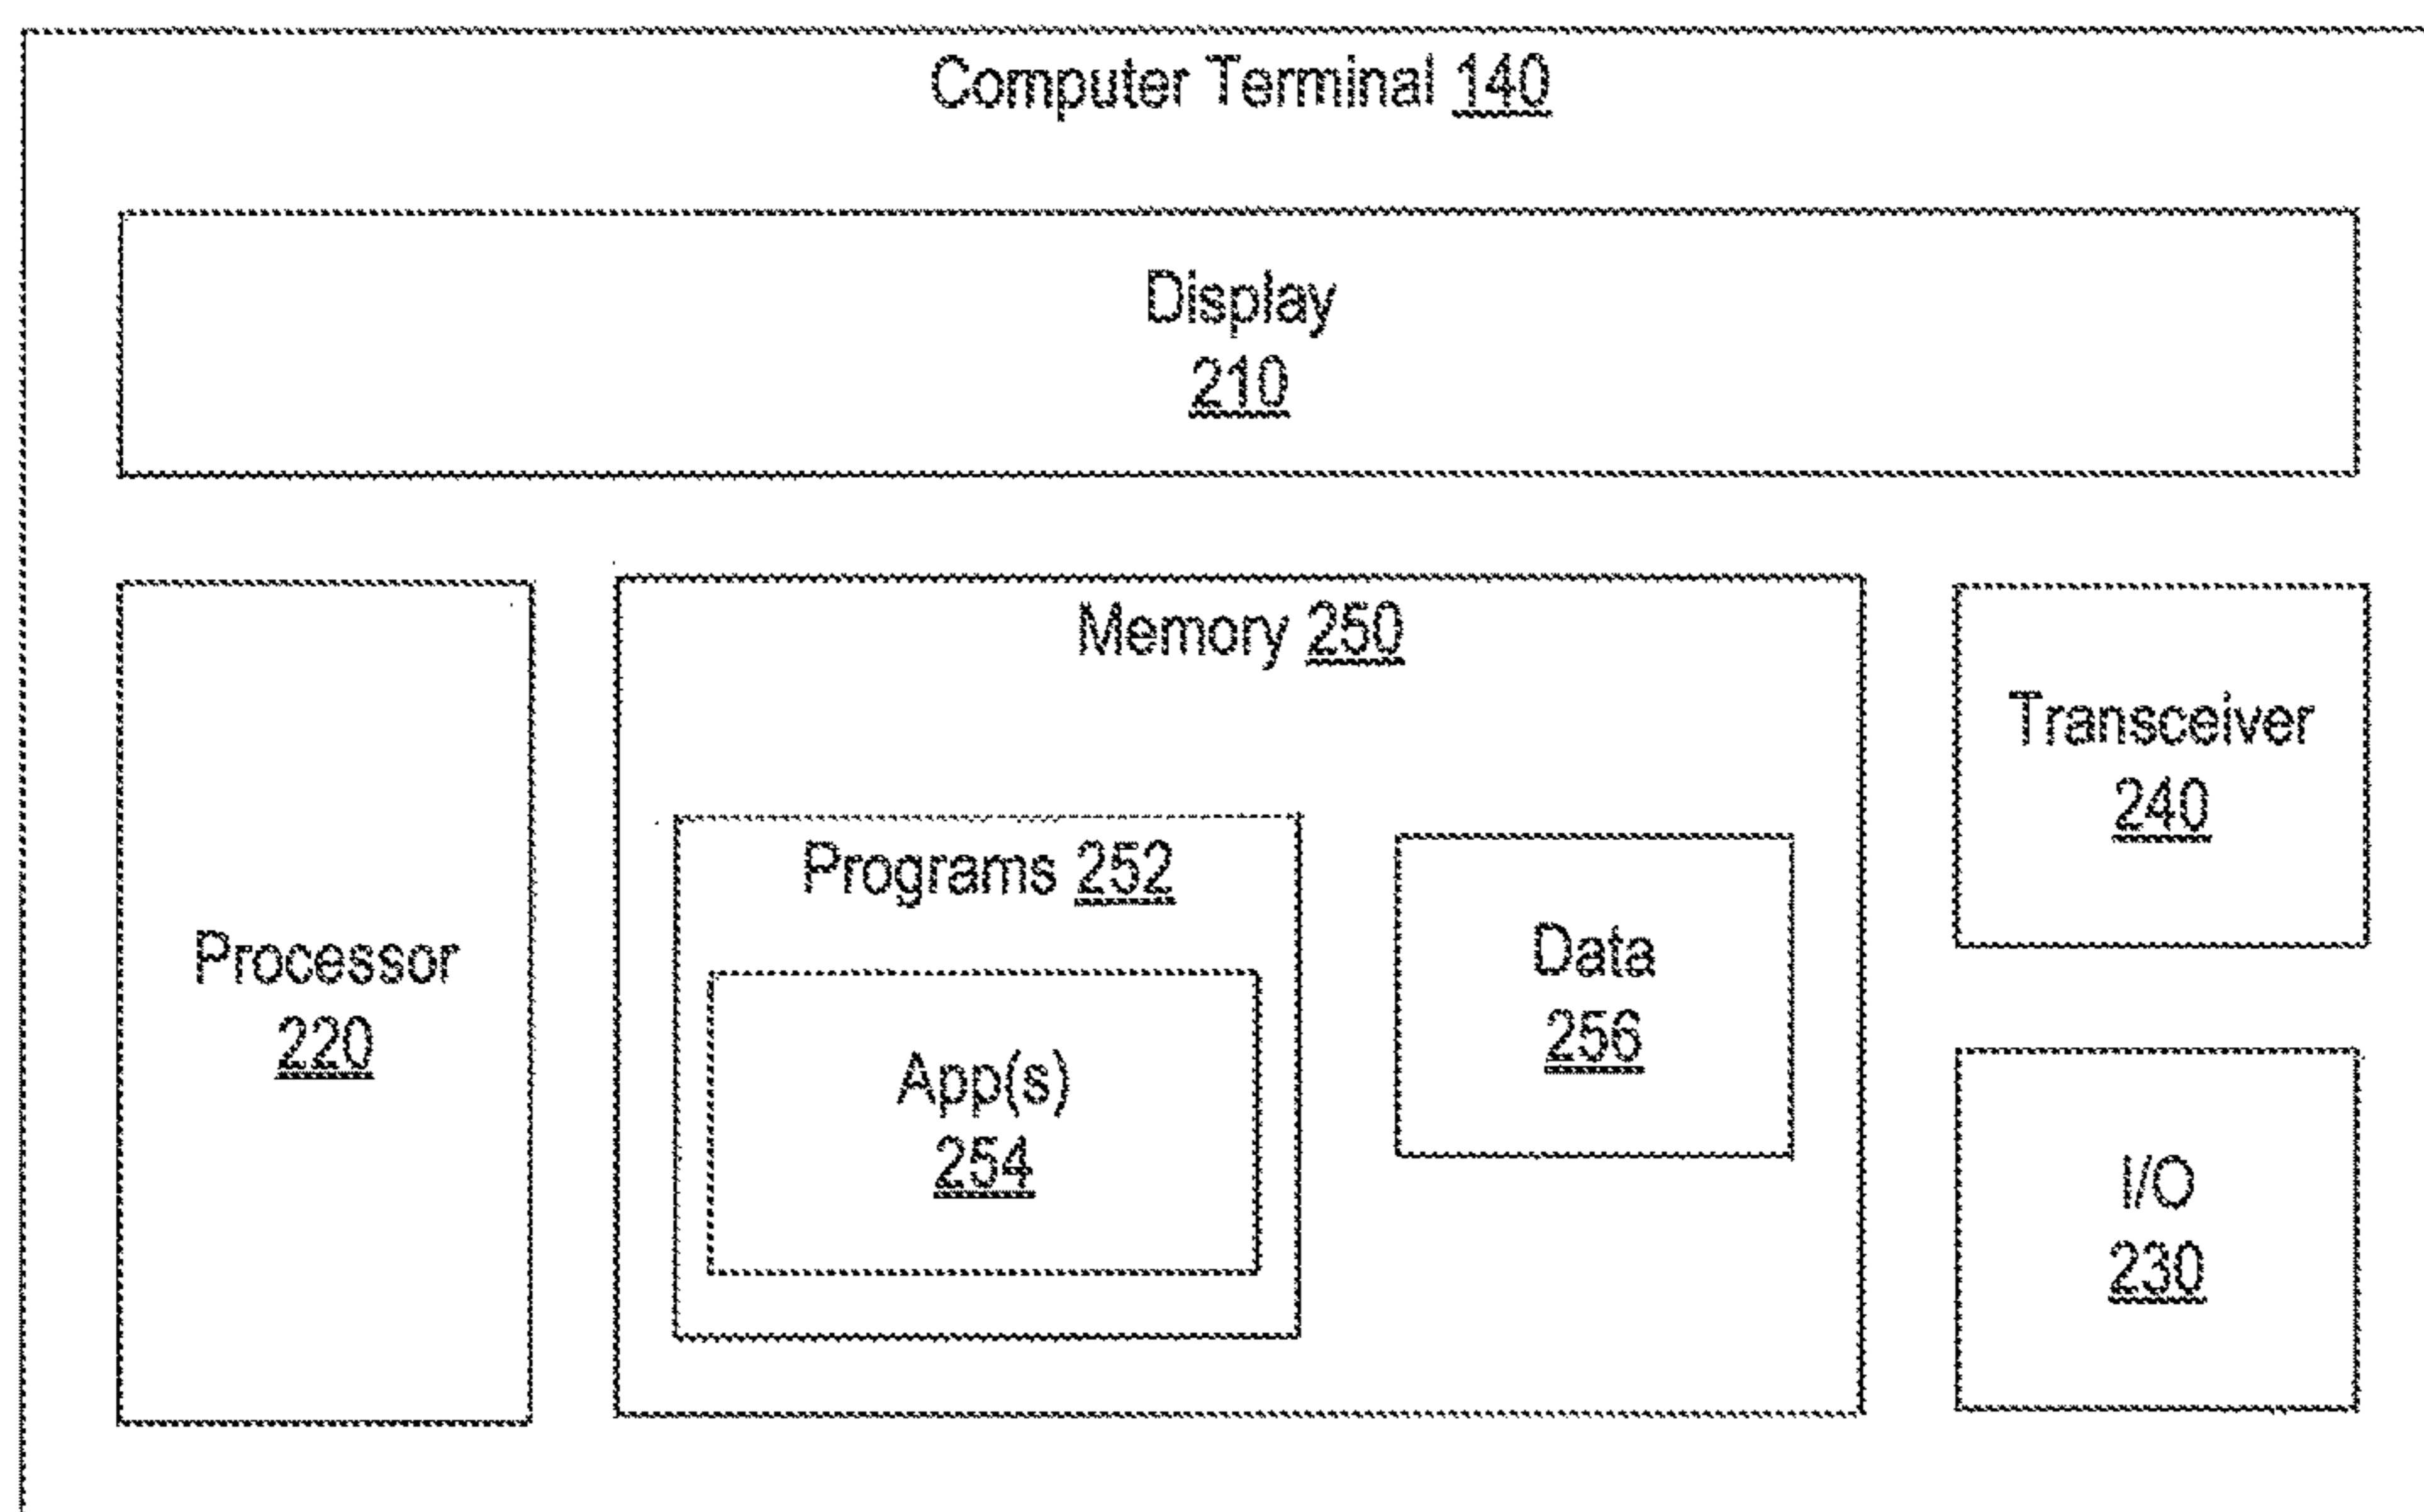 Computer Terminal 140
Display
210
Processor
220
Memory 250
Programs 252
App(s)
254
Data
256
Transceiver
240
I/O
230